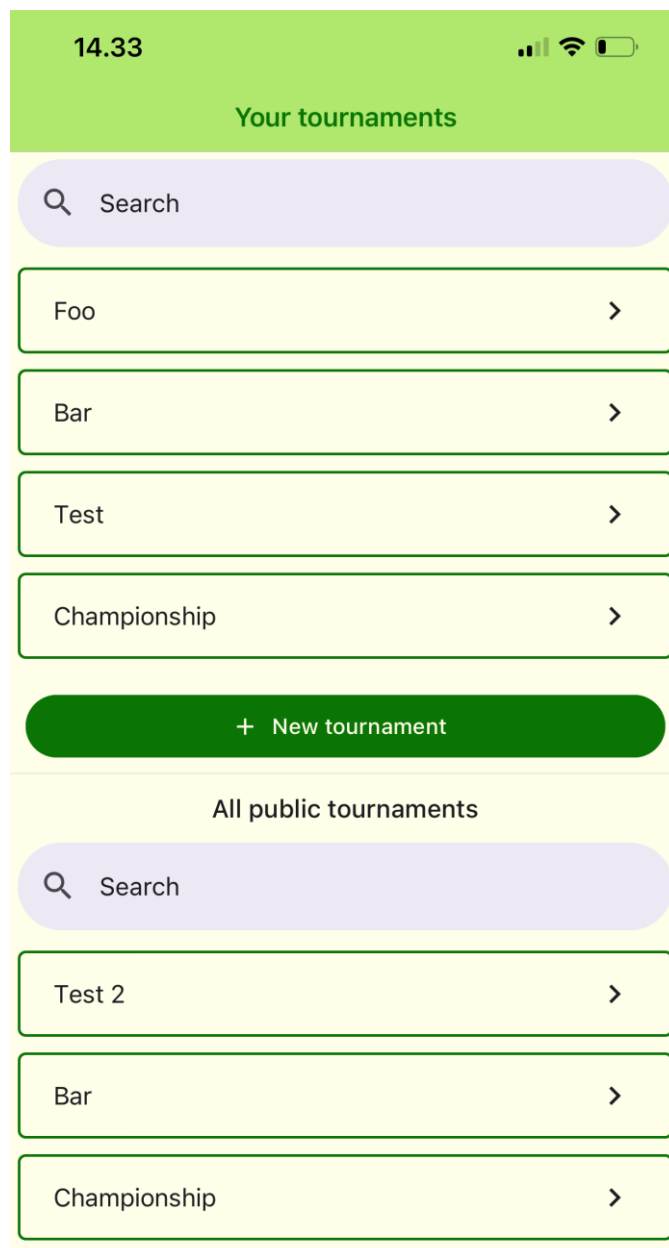 14.33
Your tournaments
Search
Foo
Bar
Test
Championship
+ New tournament
All public tournaments
Search
Test 2
Bar
Championship